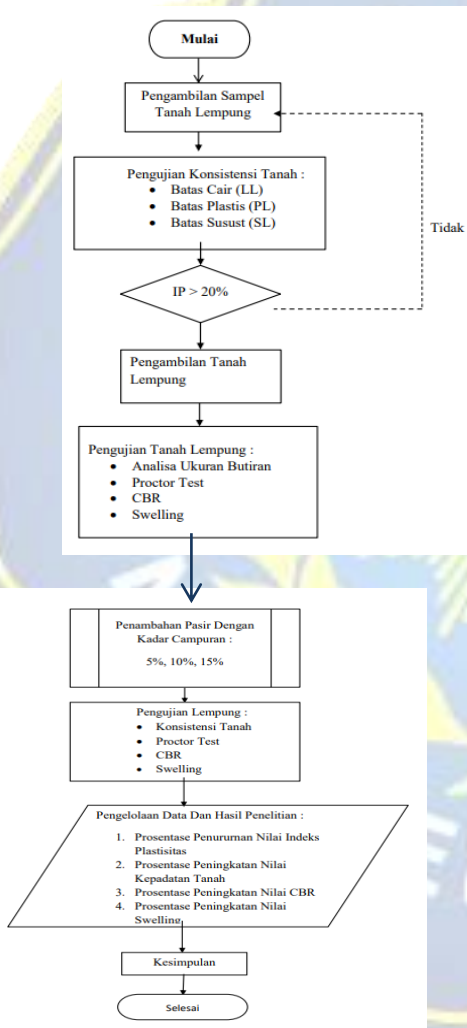 Mulai
Pengambilan Sampel
Tanah Lempung
Pengujian Konsistensi Tanah :
• Batas Cair (LL)
• Batas Plastis (PL)
• Batas Susust (SL)
Tidak
IP > 20%
Pengambilan Tanah
Lempung
Pengujian Tanah Lempung :
• Analisa Ukuran Butiran
• Proctor Test
• CBR
• Swelling
Penambahan Pasir Dengan
Kadar Campuran :
5%, 10%, 15%
Pengujian Lempung :
• Konsistensi Tanah
• Proctor Test
• CBR
• Swelling
Pengelolaan Data Dan Hasil Penelitian :
1. Prosentase Penururnan Nilai Indeks
Plastisitas
2. Prosentase Peningkatan Nilai
Kepadatan Tanah
3. Prosentase Peningkatan Nilai CBR
4. Prosentase Peningkatan Nilai
Swelling
Kesimpulan
Selesai